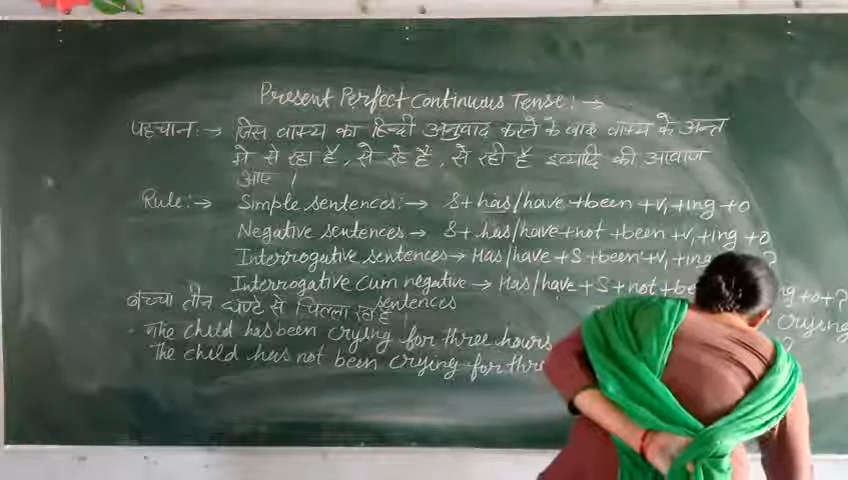 Present Perfect Continuous Tense :→
पहचान :→ जिस वाक्य का हिन्दी अनुवाद करने के बाद वाक्य के अन्त
मे से रहा है, से रहे हैं, से रही हैं इत्यादि की आवाज
आए ।
Rule :→ Simple sentences :→ S+ has/have +been +v₁ +ing +o
Negative sentences → S+ has/have+not +been +v₁ +ing +o
Interrogative sentences → Has/have + S +been +v₁ +ing ?
Interrogative cum negative → Has/have + S + not + be ng +o+?
sentences
बच्चा तीन घण्टे से चिल्ला रहा है ।
The child has been crying for three hours crying
The child has not been crying for thre ?